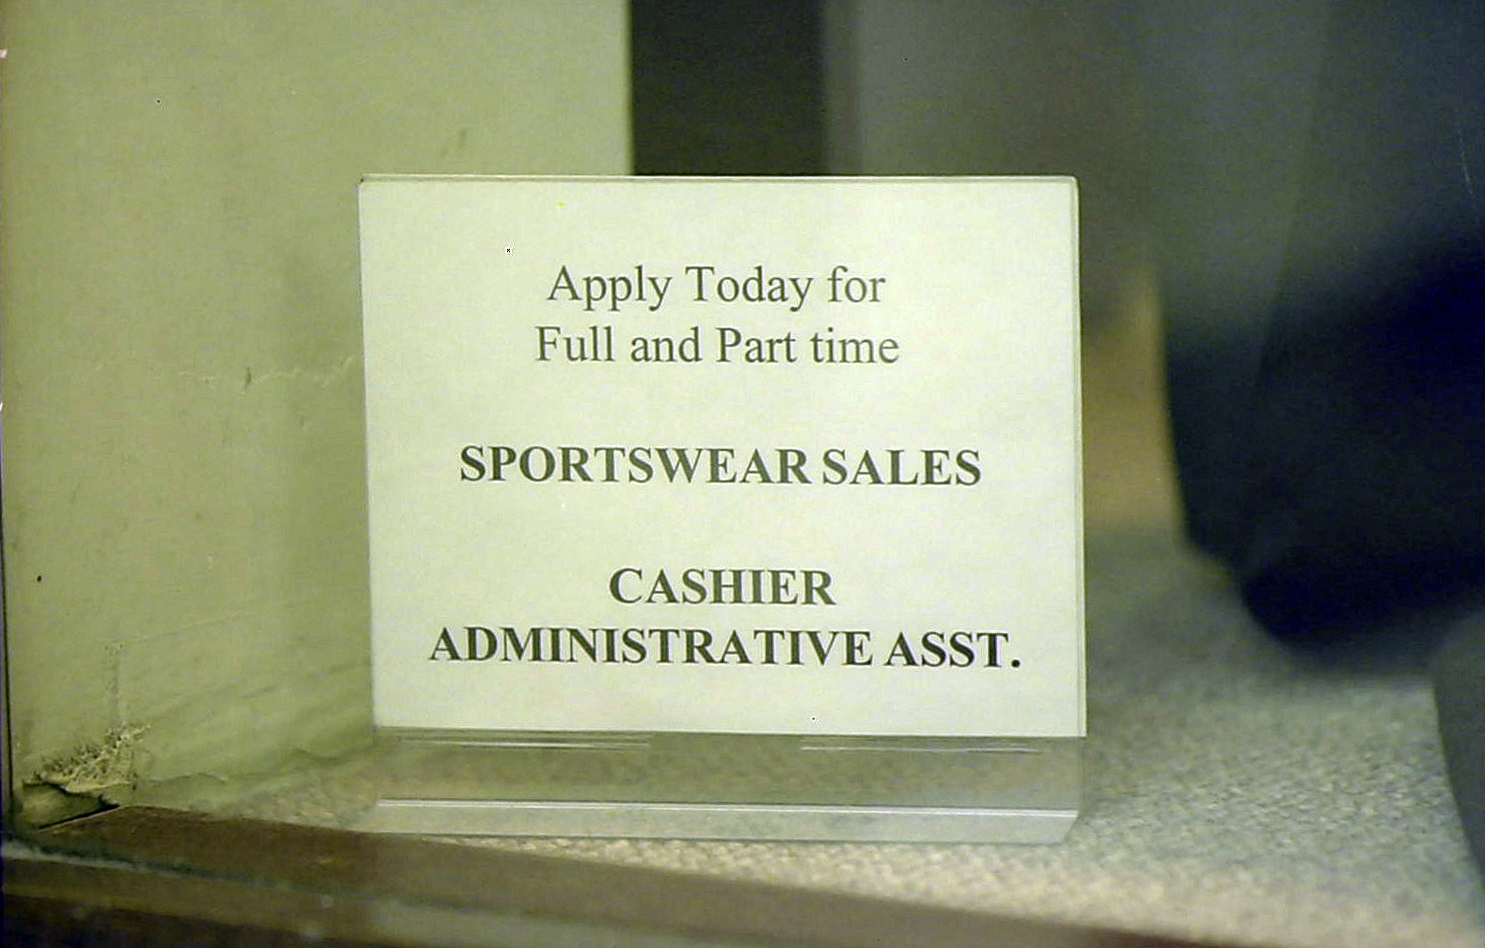 Apply Today for
Full and Part time
SPORTSWEAR SALES
CASHIER
ADMINISTRATIVE ASST.